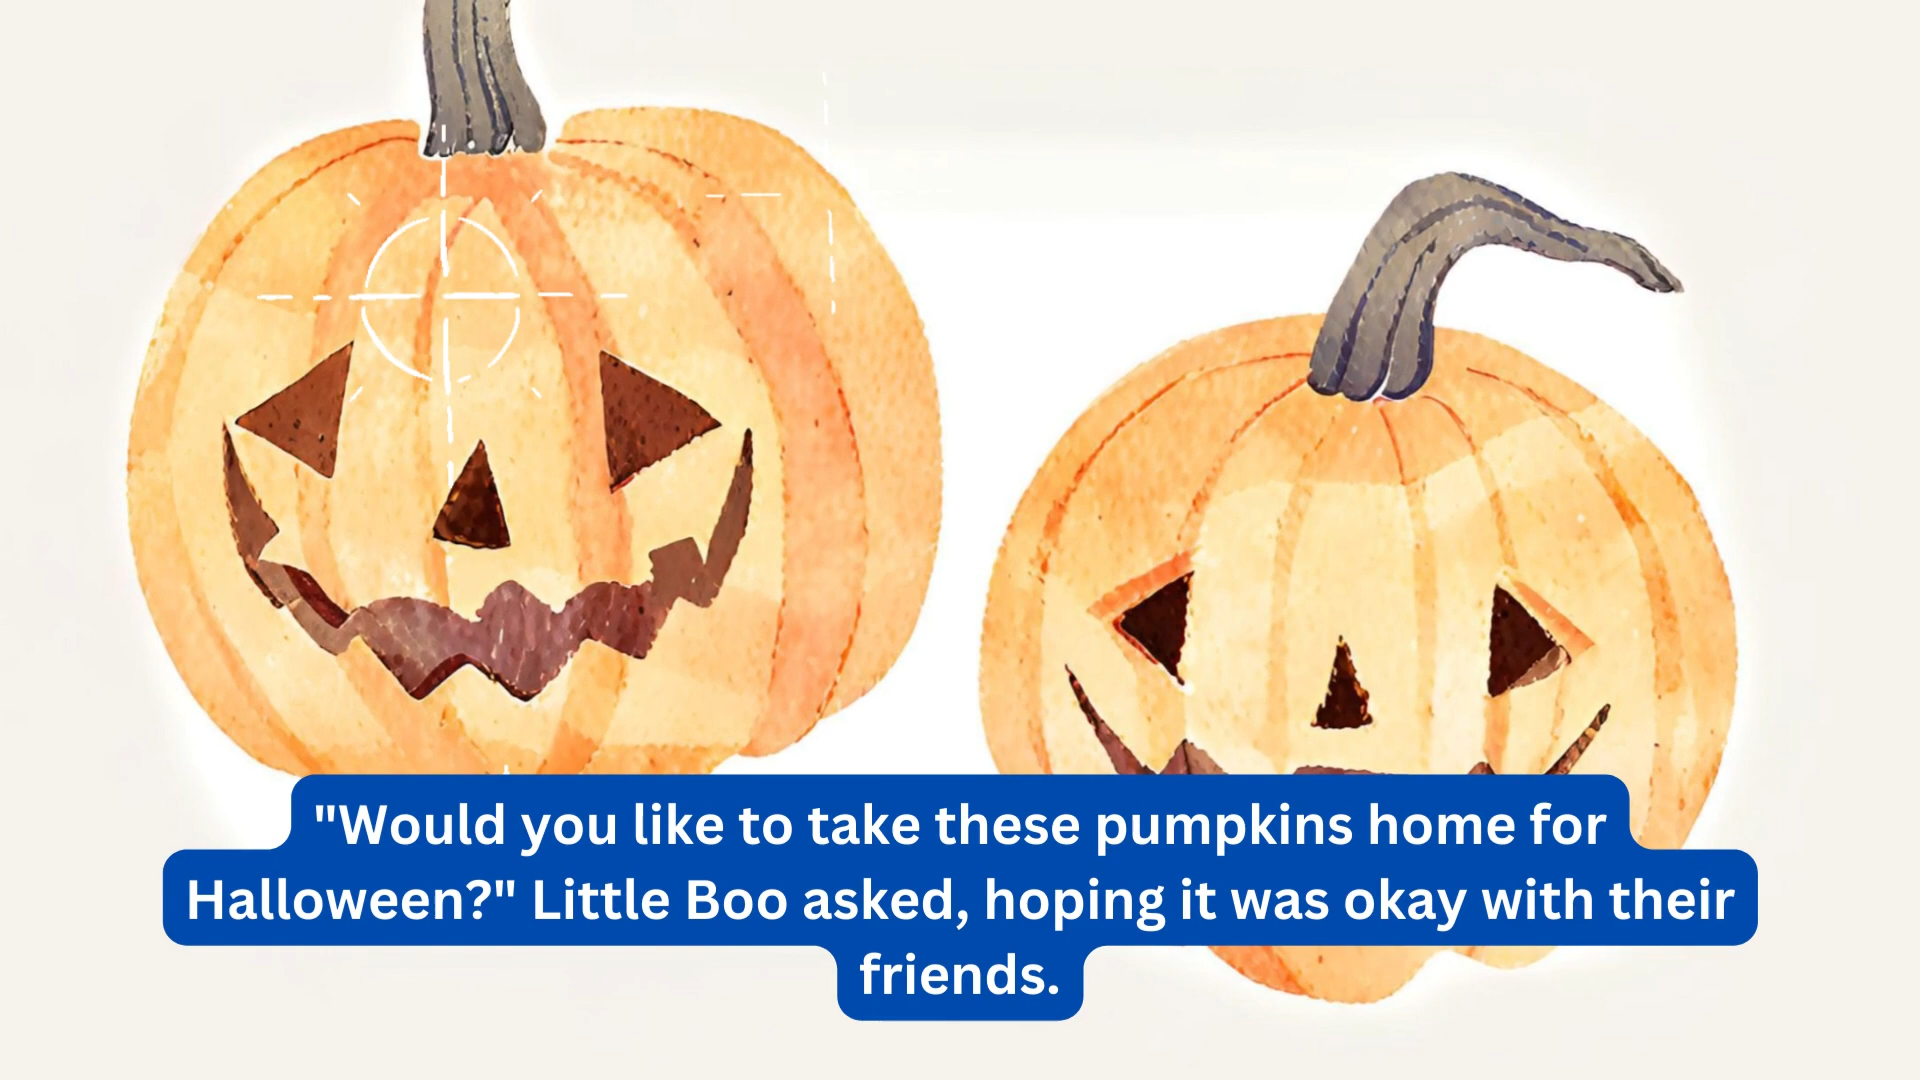 "Would you like to take these pumpkins home for
Halloween?" Little Boo asked, hoping it was okay with their
friends.